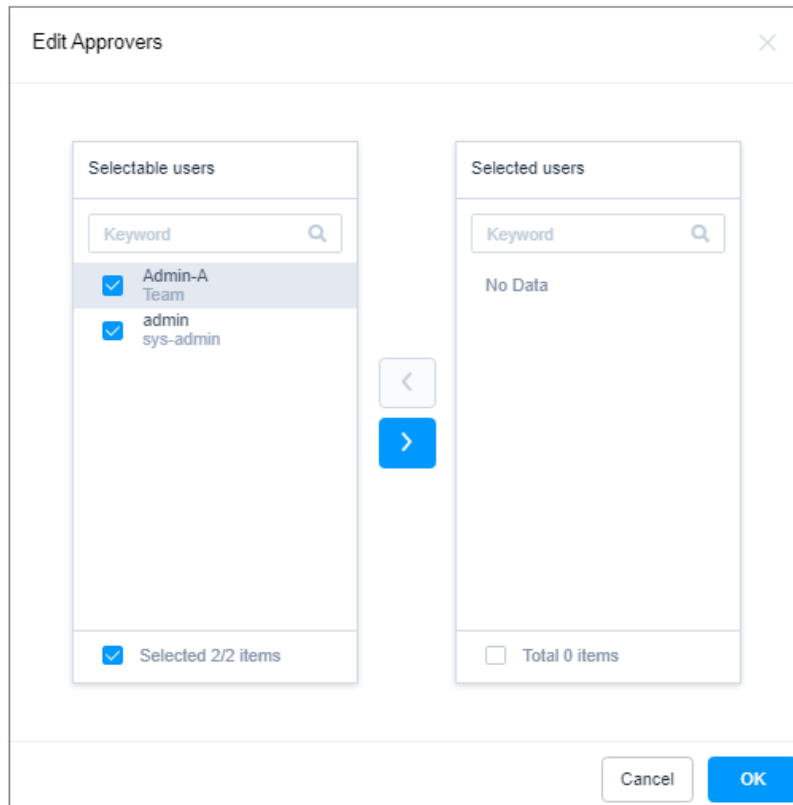 Edit Approvers
Selectable users
Keyword
Admin-A
Team
admin
sys-admin
Selected 2/2 items
Selected users
Keyword
No Data
Total 0 items
Cancel
OK